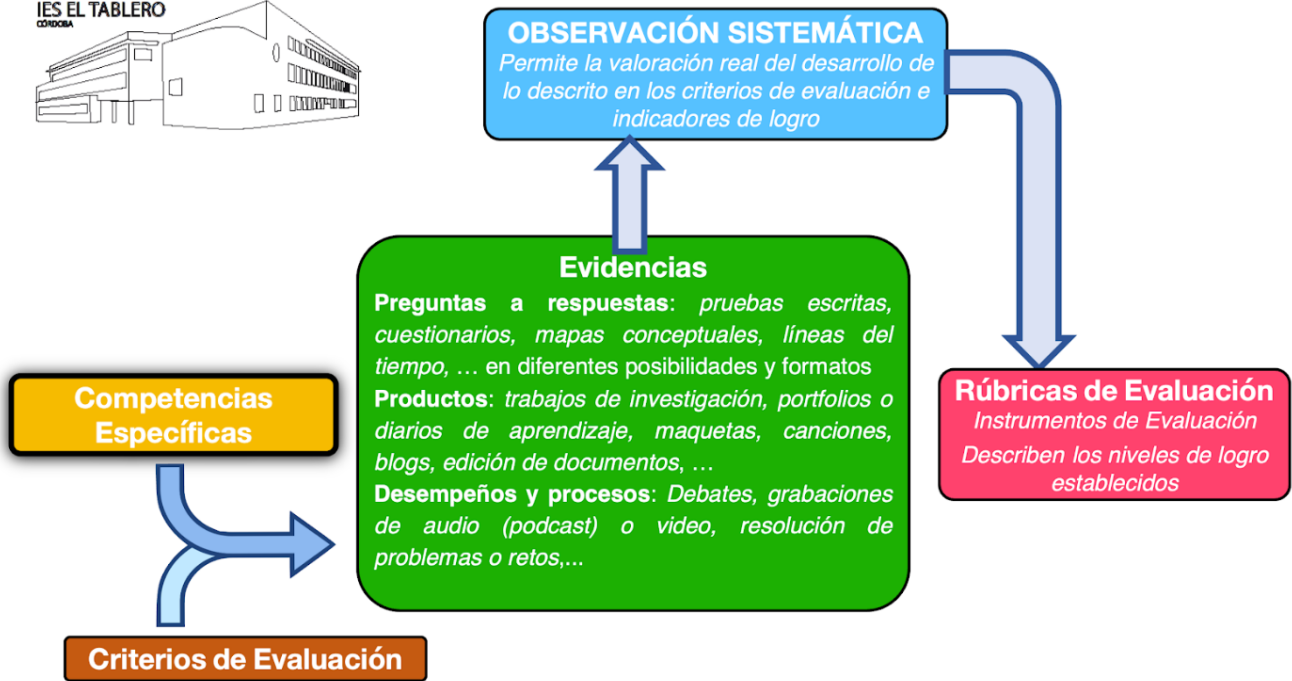 IES EL TABLERO
CÓRDOBA
OBSERVACIÓN SISTEMÁTICA
Permite la valoración real del desarrollo de
lo descrito en los criterios de evaluación e
indicadores de logro
Evidencias
Preguntas a respuestas: pruebas escritas,
cuestionarios, mapas conceptuales, líneas del
tiempo, … en diferentes posibilidades y formatos
Productos: trabajos de investigación, portfolios o
diarios de aprendizaje, maquetas, canciones,
blogs, edición de documentos, …
Desempeños y procesos: Debates, grabaciones
de audio (podcast) o video, resolución de
problemas o retos,...
Competencias
Específicas
Criterios de Evaluación
Rúbricas de Evaluación
Instrumentos de Evaluación
Describen los niveles de logro
establecidos